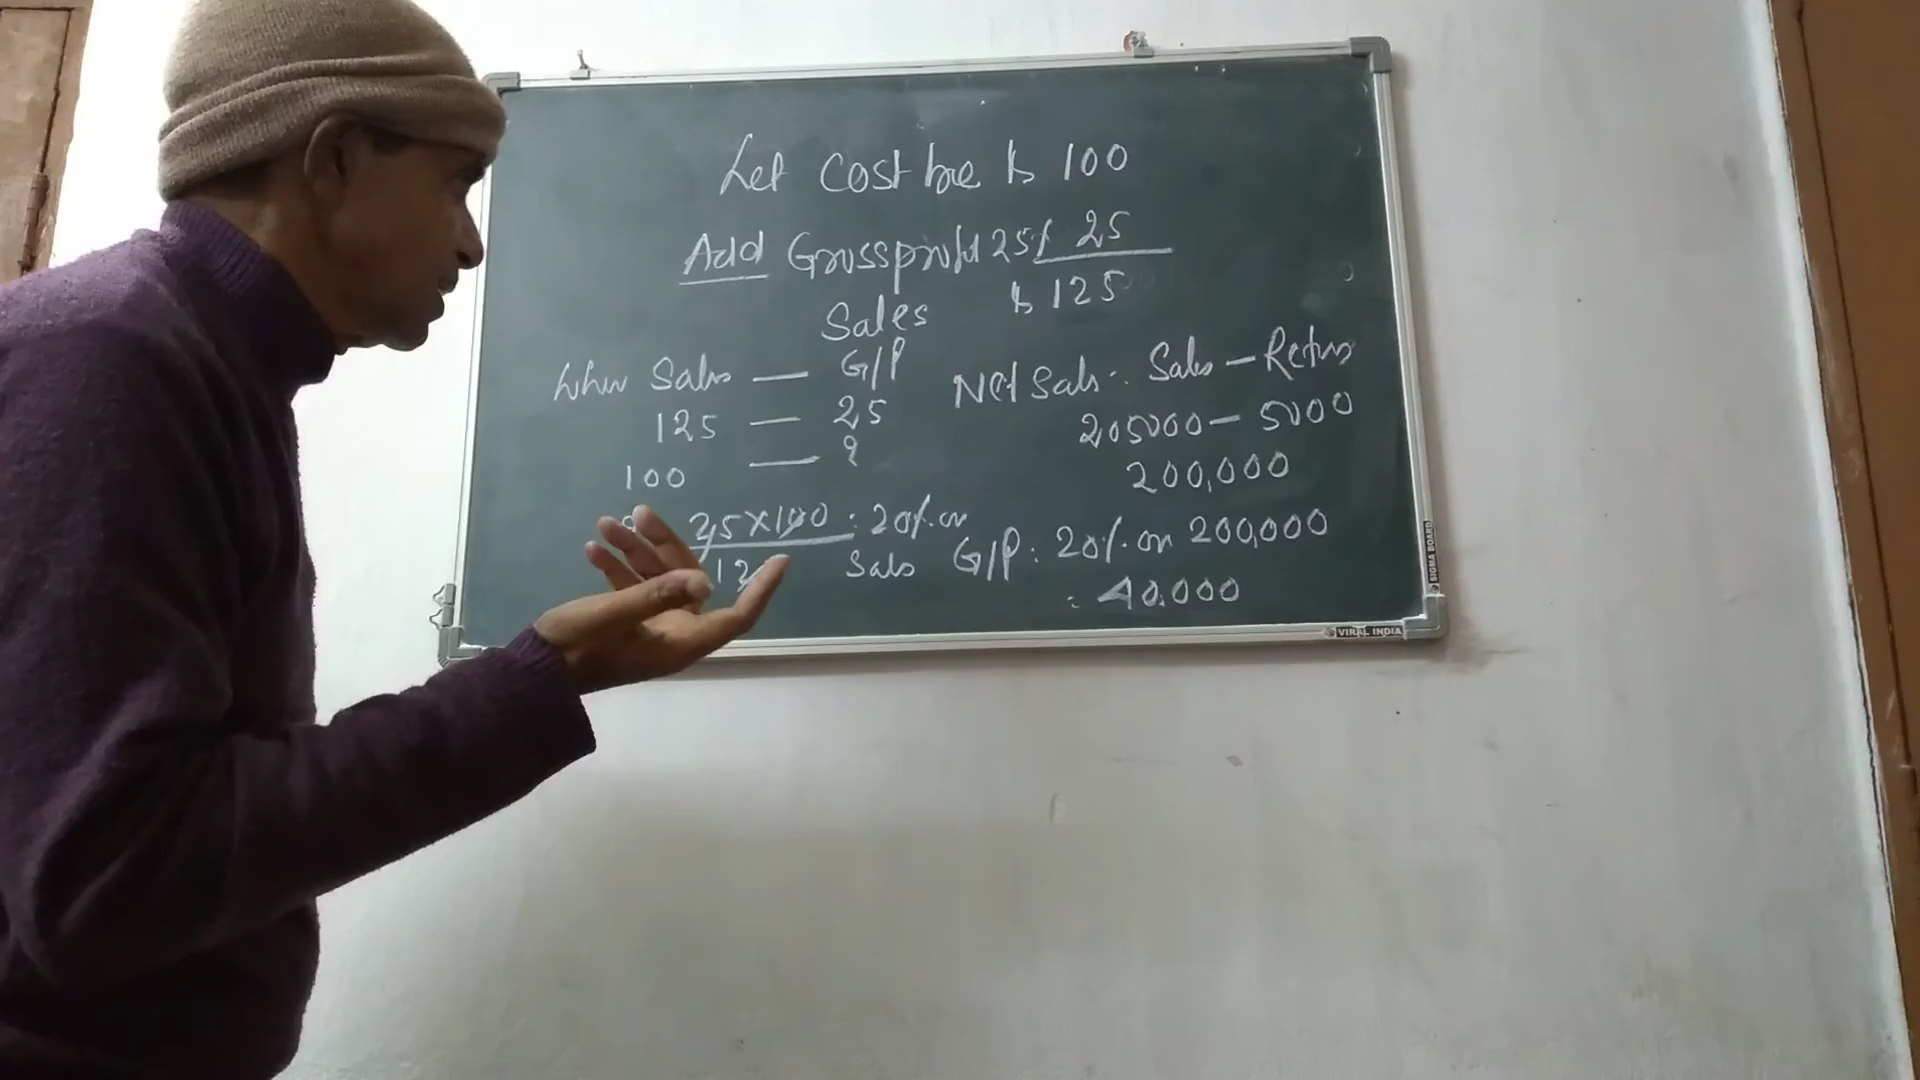 Let Cost be ₨ 100
Add Grossprofit 25% 25
Sales ₨ 125
When Sales — G/P
125 — 25
100 — ?
25×100 : 20% on
12 Sales
Net Sales : Sales — Return
205000 — 5000
200,000
G/P : 20% on 200,000
= 40,000
SIGMA BOARD
VIRAL INDIA